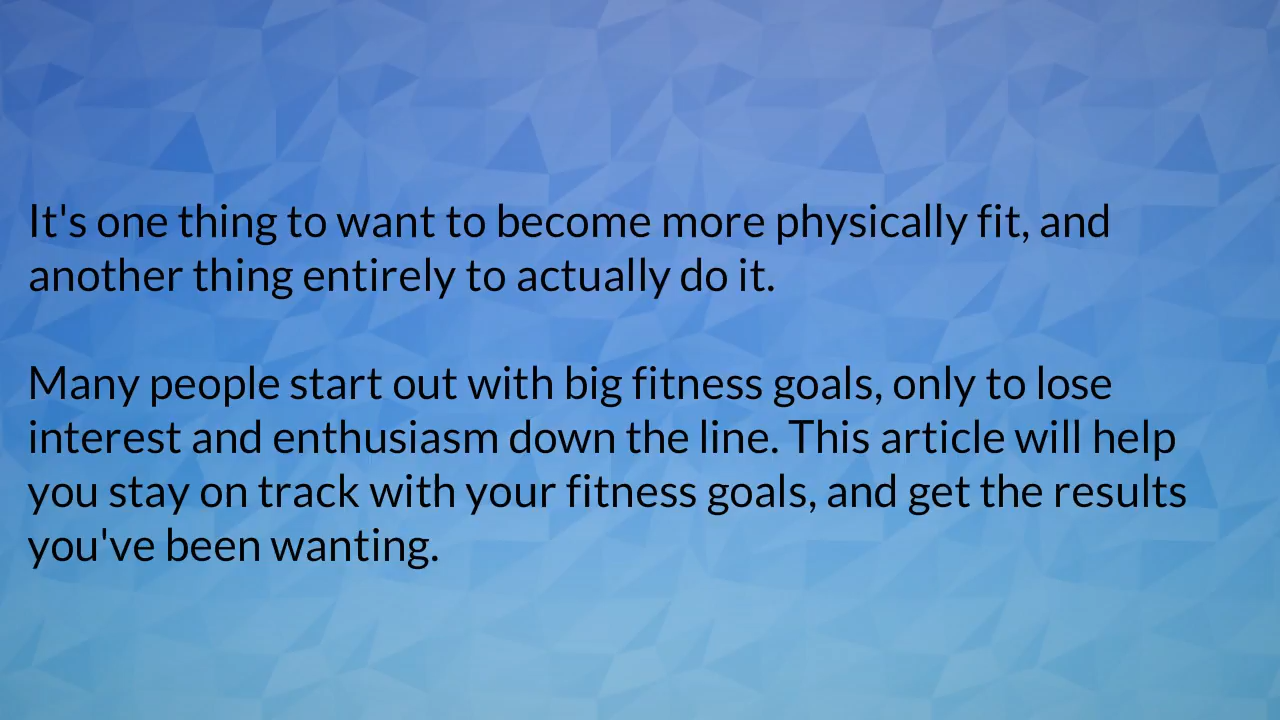 It's one thing to want to become more physically fit, and
another thing entirely to actually do it.
Many people start out with big fitness goals, only to lose
interest and enthusiasm down the line. This article will help
you stay on track with your fitness goals, and get the results
you've been wanting.